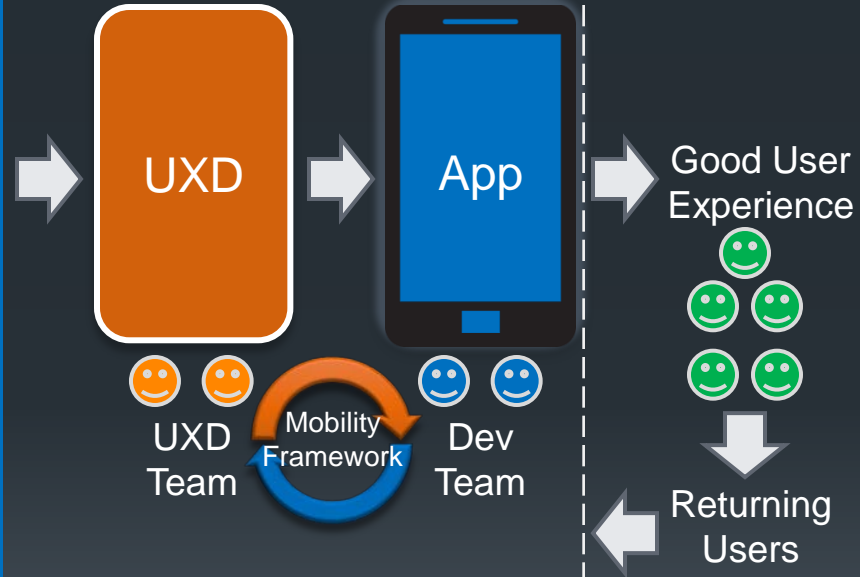 UXD
App
Good User
Experience
UXD
Team
Mobility
Framework
Dev
Team
Returning
Users